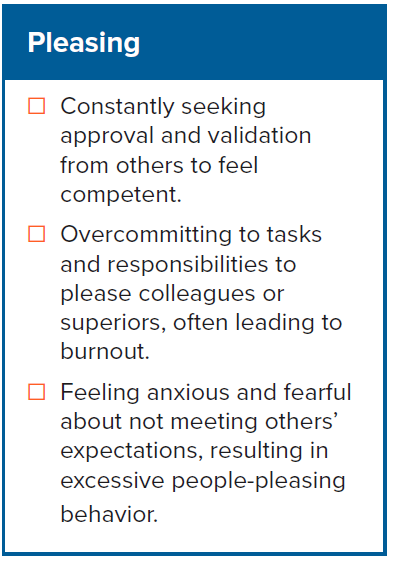 Pleasing
☐ Constantly seeking
approval and validation
from others to feel
competent.
☐ Overcommitting to tasks
and responsibilities to
please colleagues or
superiors, often leading to
burnout.
☐ Feeling anxious and fearful
about not meeting others’
expectations, resulting in
excessive people-pleasing
behavior.